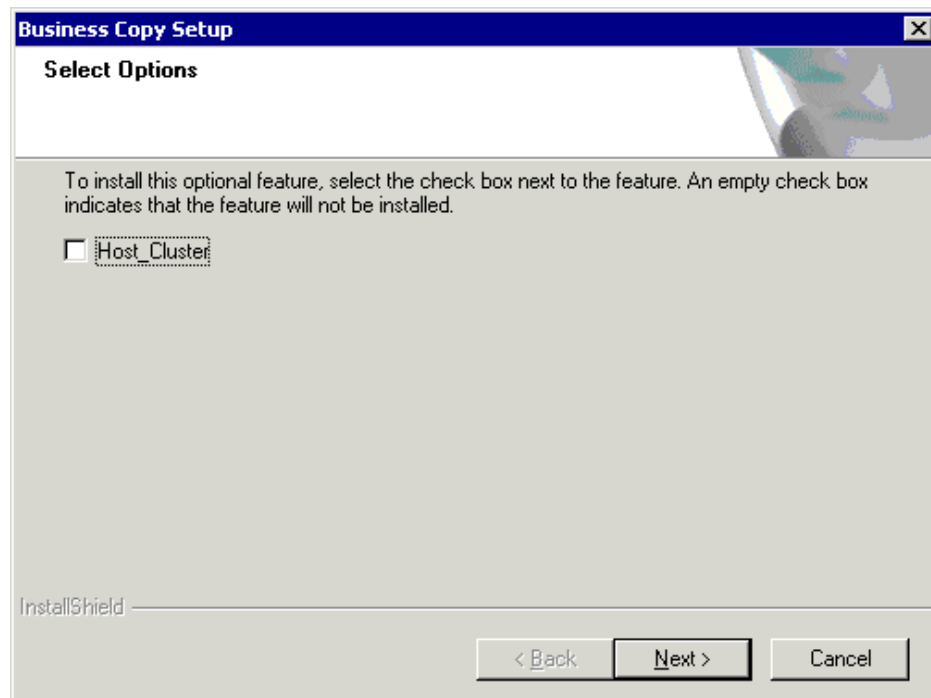 Business Copy Setup
Select Options
To install this optional feature, select the check box next to the feature. An empty check box
indicates that the feature will not be installed.
Host_Cluster
InstallShield
< Back
Next >
Cancel